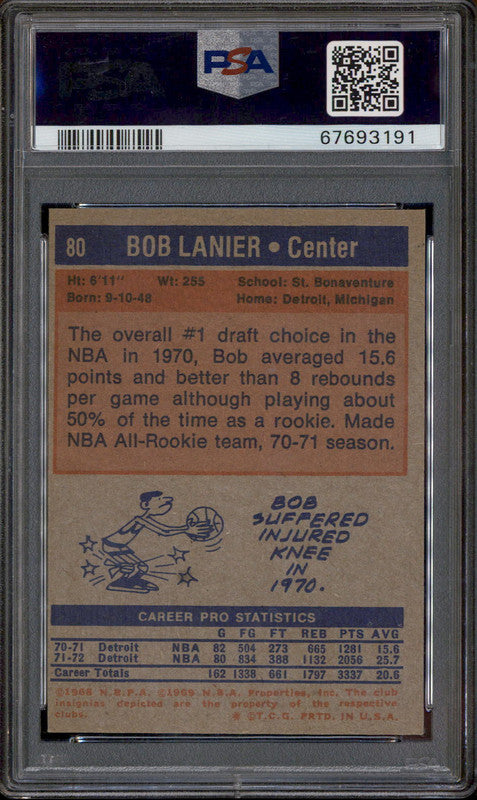 PSA
67693191
80 BOB LANIER • Center
Ht: 6'11" Wt: 255 School: St. Bonaventure
Born: 9-10-48 Home: Detroit, Michigan
The overall #1 draft choice in the
NBA in 1970, Bob averaged 15.6
points and better than 8 rebounds
per game although playing about
50% of the time as a rookie. Made
NBA All-Rookie team, 70-71 season.
BOB
SUFFERED
INJURED
KNEE
IN
1970.
CAREER PRO STATISTICS
G FG FT REB PTS AVG
70-71 Detroit NBA 82 504 273 665 1281 15.6
71-72 Detroit NBA 80 834 388 1132 2056 25.7
Career Totals 162 1338 661 1797 3337 20.6
©1968 N.B.P.A. ©1969 N.B.A. Properties, Inc. The club
insignias depicted are the property of the respective
clubs. * ©T.C.G. PRTD. IN U.S.A.